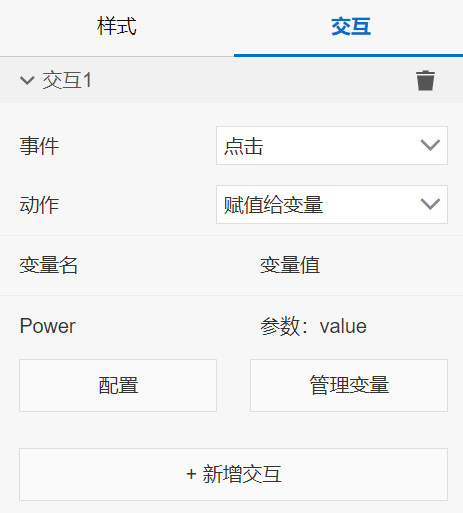 样式 交互
交互1
事件 点击
动作 赋值给变量
变量名 变量值
Power 参数：value
配置 管理变量
+ 新增交互